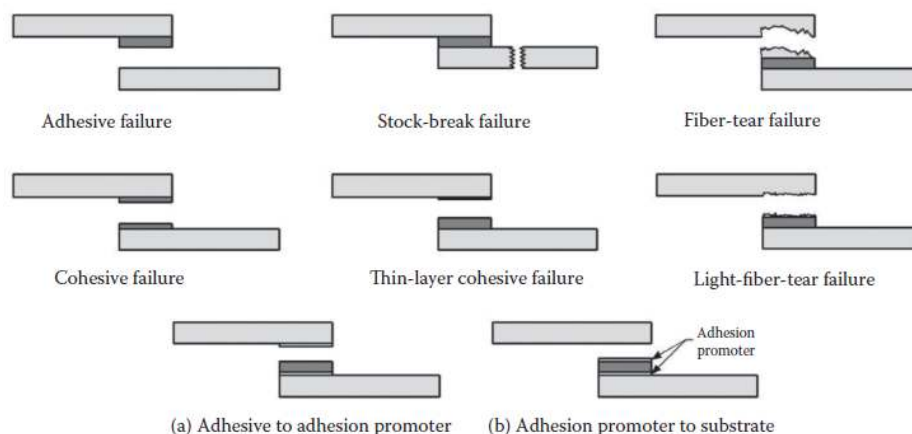 Adhesive failure
Stock-break failure
Fiber-tear failure
Cohesive failure
Thin-layer cohesive failure
Light-fiber-tear failure
Adhesion
promoter
(a) Adhesive to adhesion promoter
(b) Adhesion promoter to substrate